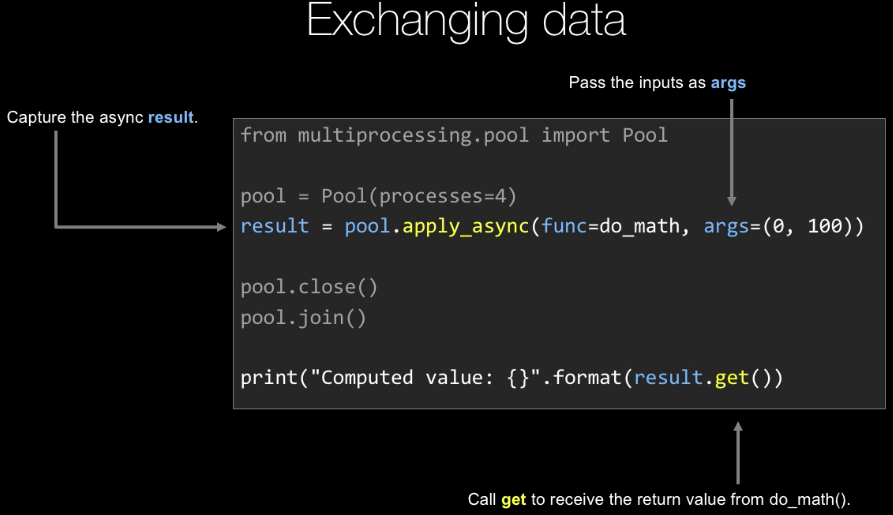 Exchanging data
Pass the inputs as args
Capture the async result.
from multiprocessing.pool import Pool
pool = Pool(processes=4)
result = pool.apply_async(func=do_math, args=(0, 100))
pool.close()
pool.join()
print("Computed value: {}".format(result.get())
Call get to receive the return value from do_math().